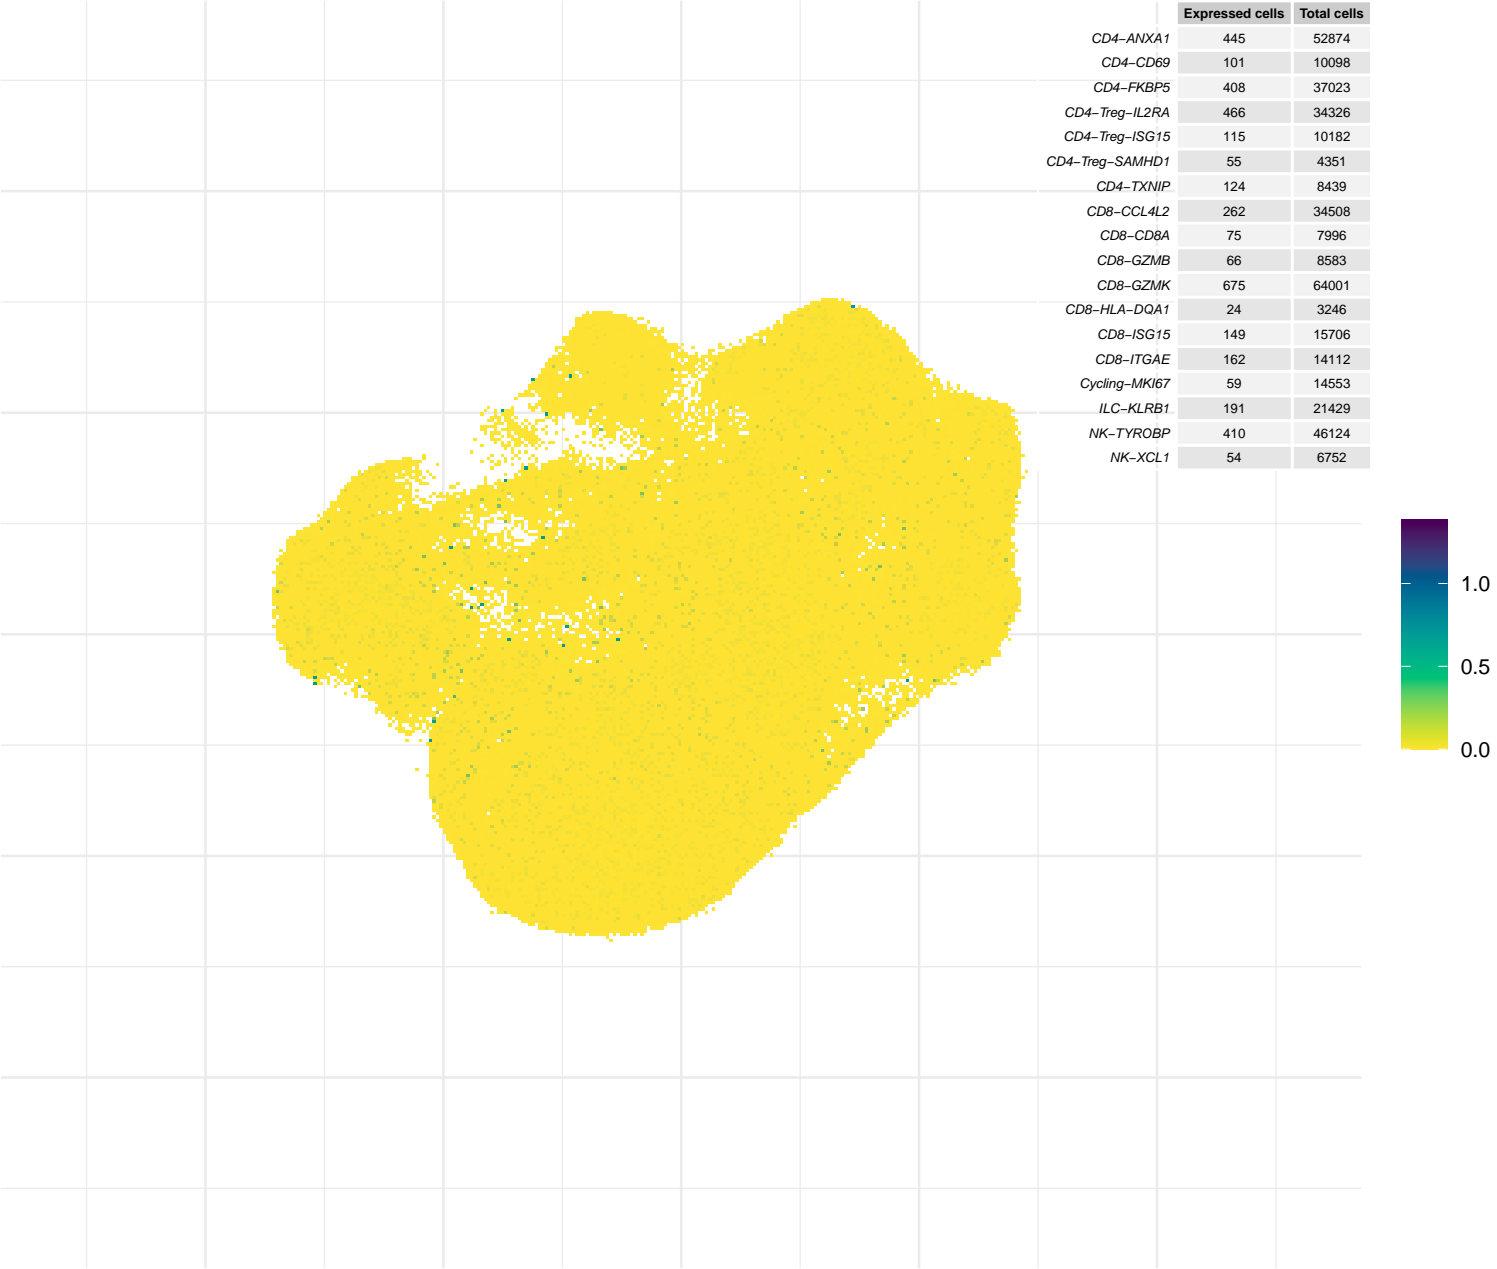 Expressed cells Total cells
CD4−ANXA1 445 52874
CD4−CD69 101 10098
CD4−FKBP5 408 37023
CD4−Treg−IL2RA 466 34326
CD4−Treg−ISG15 115 10182
CD4−Treg−SAMHD1 55 4351
CD4−TXNIP 124 8439
CD8−CCL4L2 262 34508
CD8−CD8A 75 7996
CD8−GZMB 66 8583
CD8−GZMK 675 64001
CD8−HLA−DQA1 24 3246
CD8−ISG15 149 15706
CD8−ITGAE 162 14112
Cycling−MKI67 59 14553
ILC−KLRB1 191 21429
NK−TYROBP 410 46124
NK−XCL1 54 6752
1.0
0.5
0.0